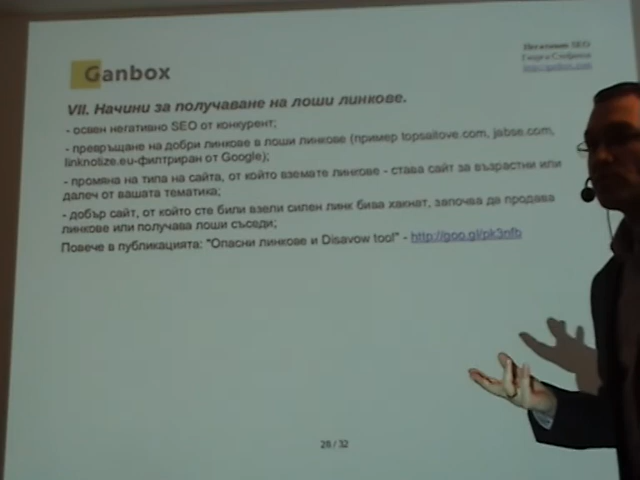 Ganbox
Негативно SEO
VII. Начини за получаване на лоши линкове.
- освен негативно SEO от конкурент;
- превръщане на добри линкове в лоши линкове (пример topsaitove.com, jabse.com,
linknotize.eu-филтриран от Google);
- промяна на типа на сайта, от който вземате линкове - става сайт за възрастни или
далеч от вашата тематика;
- добър сайт, от който сте били взели силен линк бива хакнат, започва да продава
линкове или получава лоши съседи;
Повече в публикацията: "Опасни линкове и Disavow tool" - http://goo.gl/pk3nfb
28 / 32